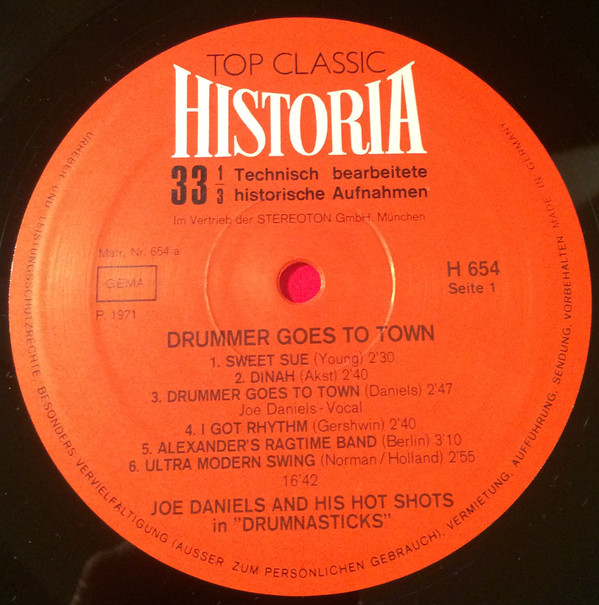 TOP CLASSIC
HISTORIA
33 1/3 Technisch bearbeitete
historische Aufnahmen
Im Vertrieb der STEREOTON GmbH. München
Matr. Nr. 654 a
GEMA
P. 1971
H 654
Seite 1
DRUMMER GOES TO TOWN
1. SWEET SUE (Young) 2'30
2. DINAH (Akst) 2'40
3. DRUMMER GOES TO TOWN (Daniels) 2'47
Joe Daniels - Vocal
4. I GOT RHYTHM (Gershwin) 2'40
5. ALEXANDER'S RAGTIME BAND (Berlin) 3'10
6. ULTRA MODERN SWING (Norman/Holland) 2'55
16'42
JOE DANIELS AND HIS HOT SHOTS
in "DRUMNASTICKS"
URHEBER UND LEISTUNGSSCHUTZRECHTE, BESONDERS VERVIELFÄLTIGUNG (AUSSER ZUM PERSÖNLICHEN GEBRAUCH), VERMIETUNG, AUFFÜHRUNG, SENDUNG, VORBEHALTEN MADE IN GERMANY